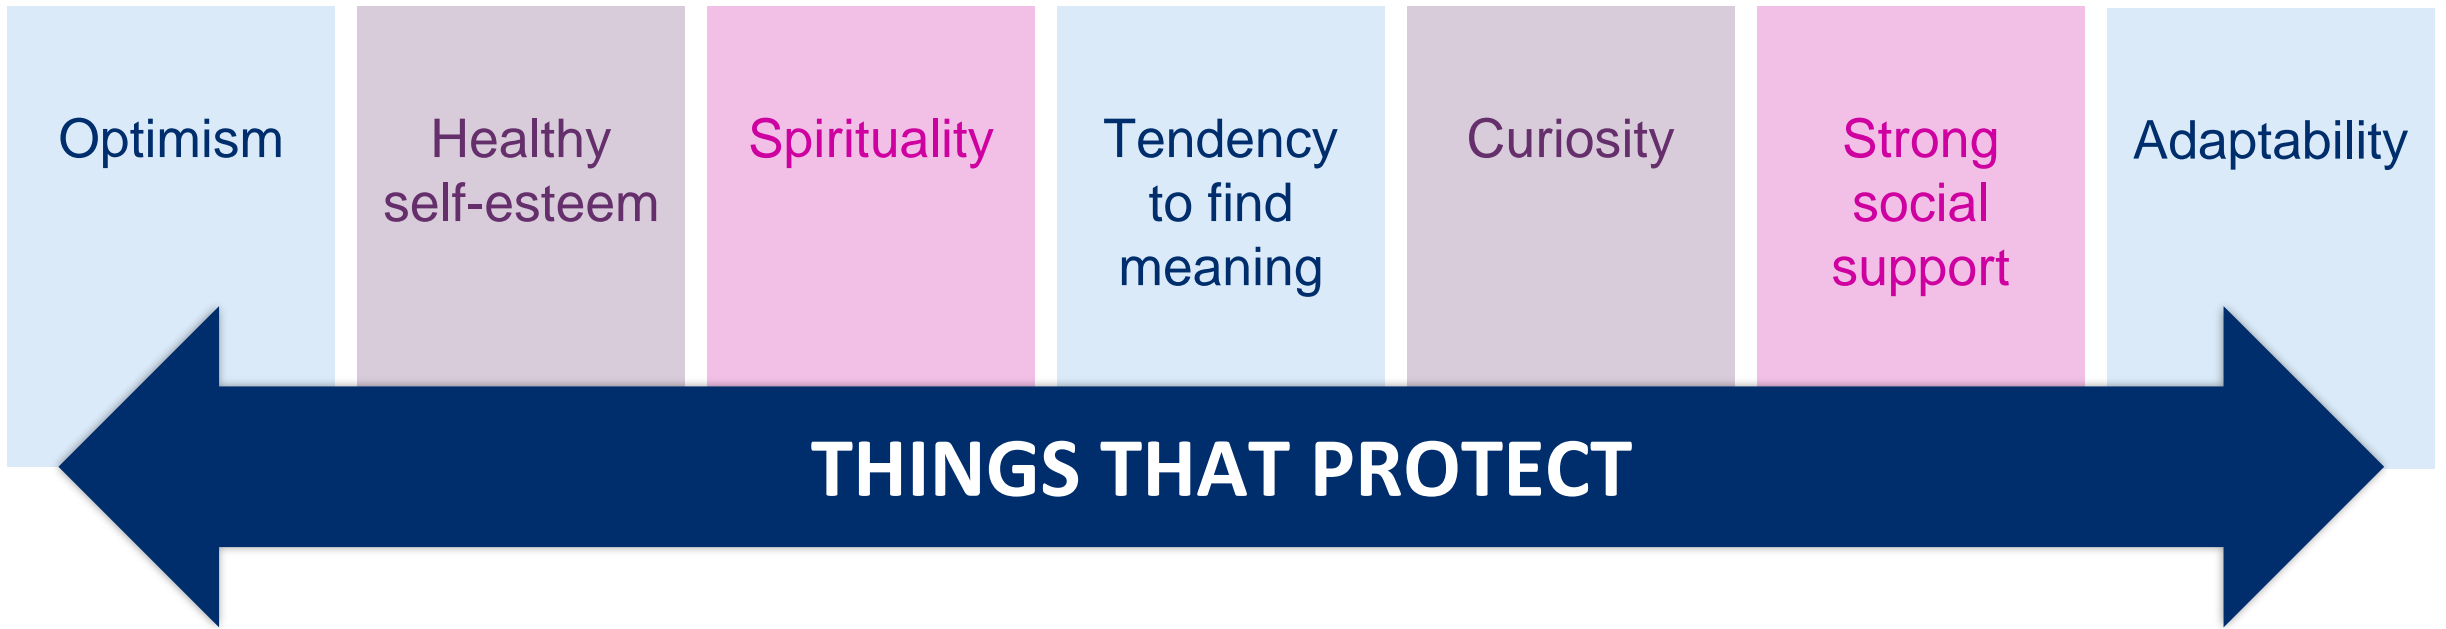 Optimism
Healthy
self-esteem
Spirituality
Tendency
to find
meaning
Curiosity
Strong
social
support
Adaptability
THINGS THAT PROTECT